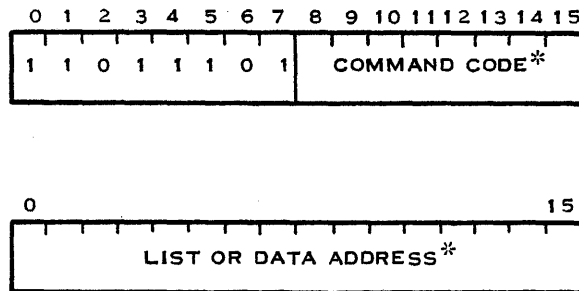 0 1 2 3 4 5 6 7 8 9 10 11 12 13 14 15
1 1 0 1 1 1 0 1 COMMAND CODE*
0 15
LIST OR DATA ADDRESS*